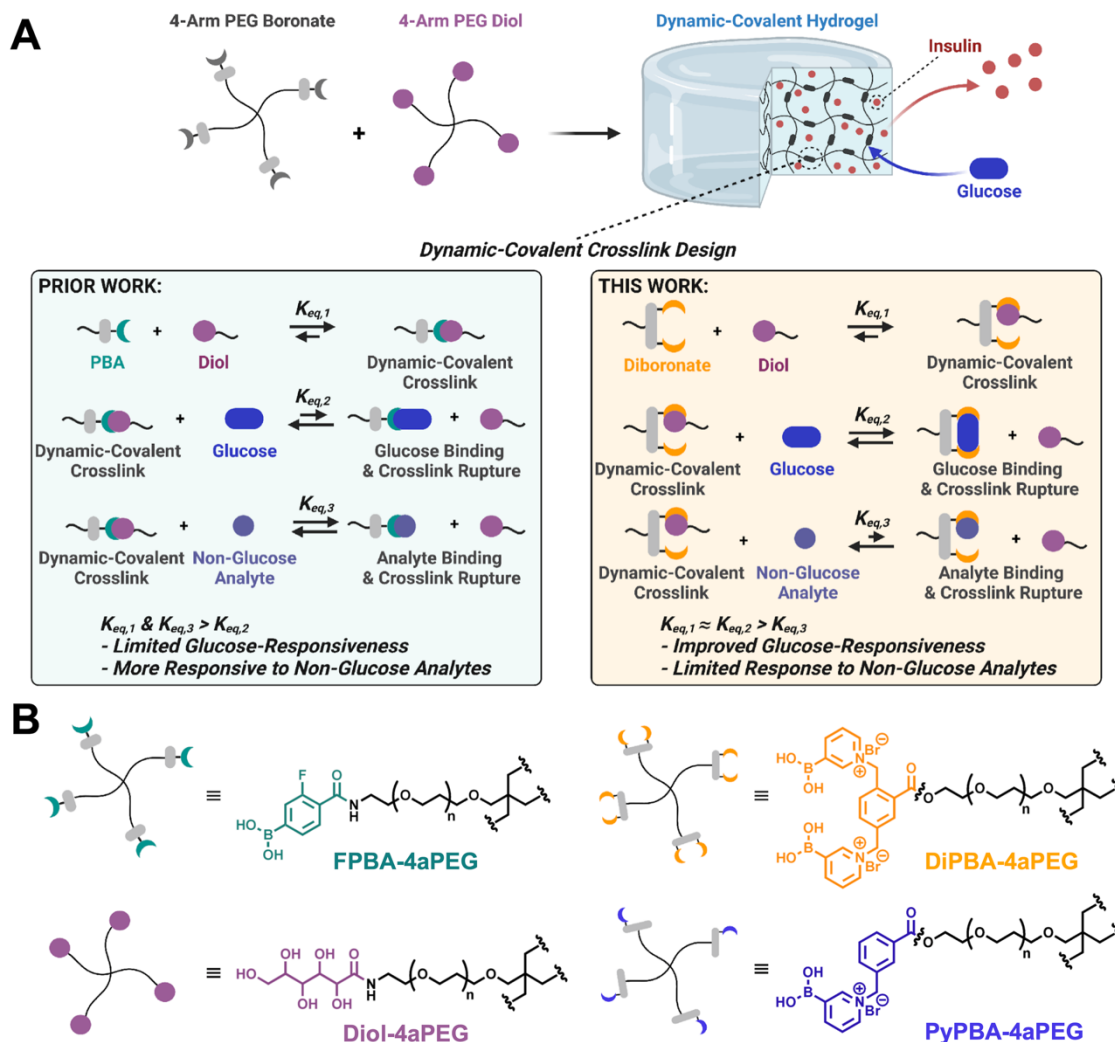 A
4-Arm PEG Boronate
4-Arm PEG Diol
Dynamic-Covalent Hydrogel
+
Insulin
Glucose
Dynamic-Covalent Crosslink Design
PRIOR WORK:
PBA
+
Diol
Keq,1
Dynamic-Covalent
Crosslink
Dynamic-Covalent
Crosslink
+
Glucose
Keq,2
Glucose Binding
& Crosslink Rupture
+
Dynamic-Covalent
Crosslink
+
Non-Glucose
Analyte
Keq,3
Analyte Binding
& Crosslink Rupture
+
Keq,1 & Keq,3 > Keq,2
- Limited Glucose-Responsiveness
- More Responsive to Non-Glucose Analytes
THIS WORK:
Diboronate
+
Diol
Keq,1
Dynamic-Covalent
Crosslink
Dynamic-Covalent
Crosslink
+
Glucose
Keq,2
Glucose Binding
& Crosslink Rupture
+
Dynamic-Covalent
Crosslink
+
Non-Glucose
Analyte
Keq,3
Analyte Binding
& Crosslink Rupture
+
Keq,1 ≈ Keq,2 > Keq,3
- Improved Glucose-Responsiveness
- Limited Response to Non-Glucose Analytes
B
≡
F
O
N
H
O
n
O
HO
B
OH
FPBA-4aPEG
≡
OH
HO
B
N
+
Br
−
O
O
O
n
O
OH
HO
B
N
+
Br
−
DiPBA-4aPEG
≡
OH
OH
O
HO
OH
OH
N
H
O
n
O
Diol-4aPEG
≡
O
O
O
n
O
OH
HO
B
N
+
Br
−
PyPBA-4aPEG